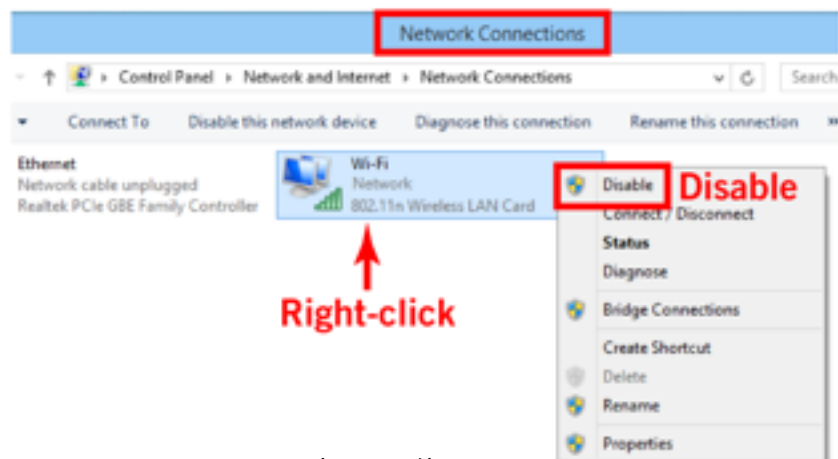 Network Connections
Control Panel › Network and Internet › Network Connections
Search
Connect To Disable this network device Diagnose this connection Rename this connection »
Ethernet
Network cable unplugged
Realtek PCIe GBE Family Controller
Wi-Fi
Network
802.11n Wireless LAN Card
Right-click
Disable
Disable
Connect / Disconnect
Status
Diagnose
Bridge Connections
Create Shortcut
Delete
Rename
Properties